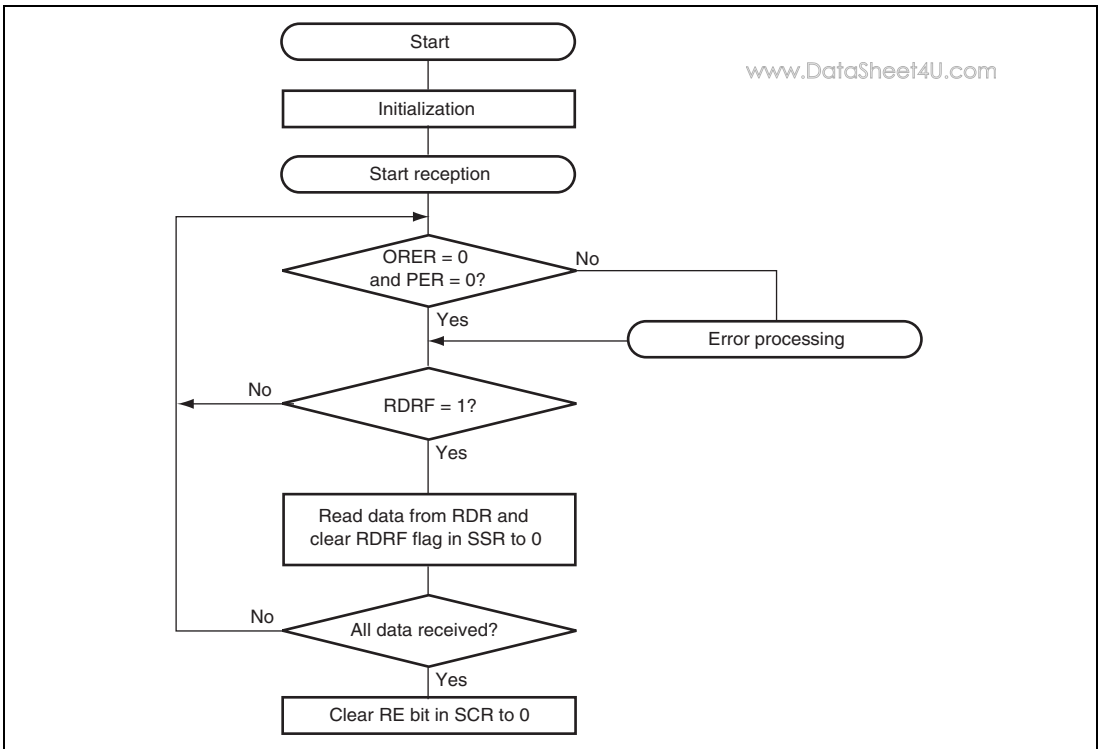 Start
www.DataSheet4U.com
Initialization
Start reception
ORER = 0
and PER = 0?
No
Yes
Error processing
No
RDRF = 1?
Yes
Read data from RDR and
clear RDRF flag in SSR to 0
No
All data received?
Yes
Clear RE bit in SCR to 0